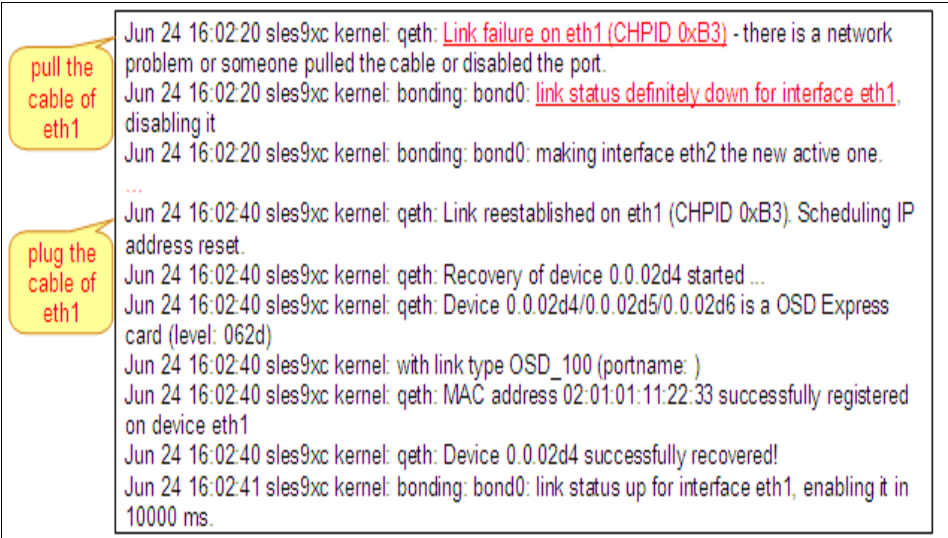 pull the
cable of
eth1
Jun 24 16:02:20 sles9xc kernel: qeth: Link failure on eth1 (CHPID 0xB3) - there is a network
problem or someone pulled the cable or disabled the port.
Jun 24 16:02:20 sles9xc kernel: bonding: bond0: link status definitely down for interface eth1,
disabling it
Jun 24 16:02:20 sles9xc kernel: bonding: bond0: making interface eth2 the new active one.
...
plug the
cable of
eth1
Jun 24 16:02:40 sles9xc kernel: qeth: Link reestablished on eth1 (CHPID 0xB3). Scheduling IP
address reset.
Jun 24 16:02:40 sles9xc kernel: qeth: Recovery of device 0.0.02d4 started ...
Jun 24 16:02:40 sles9xc kernel: qeth: Device 0.0.02d4/0.0.02d5/0.0.02d6 is a OSD Express
card (level: 062d)
Jun 24 16:02:40 sles9xc kernel: with link type OSD_100 (portname: )
Jun 24 16:02:40 sles9xc kernel: qeth: MAC address 02:01:01:11:22:33 successfully registered
on device eth1
Jun 24 16:02:40 sles9xc kernel: qeth: Device 0.0.02d4 successfully recovered!
Jun 24 16:02:41 sles9xc kernel: bonding: bond0: link status up for interface eth1, enabling it in
10000 ms.